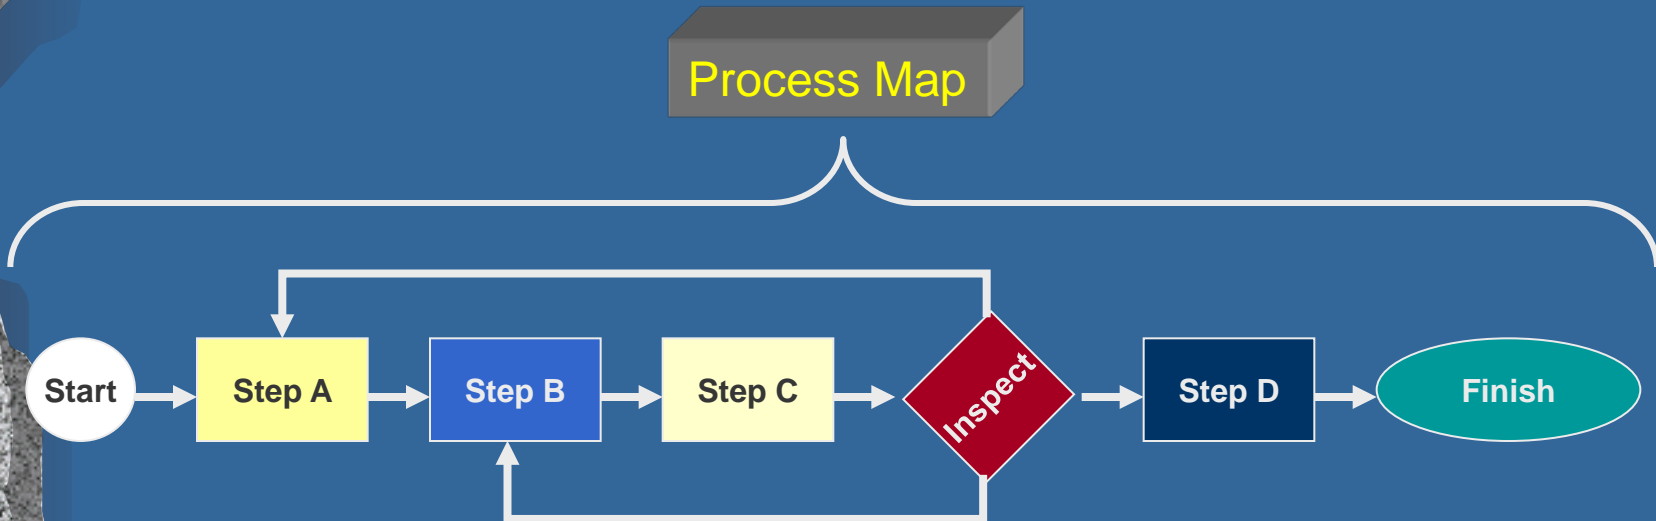 Process Map
Start
Step A
Step B
Step C
Inspect
Step D
Finish